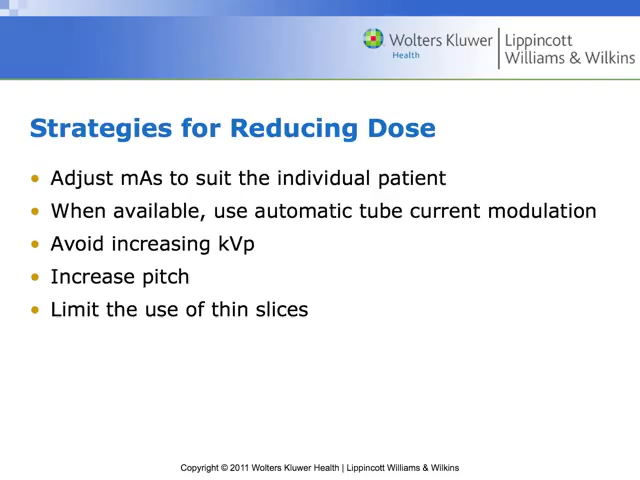 Wolters Kluwer
Health
Lippincott
Williams & Wilkins
Strategies for Reducing Dose
• Adjust mAs to suit the individual patient
• When available, use automatic tube current modulation
• Avoid increasing kVp
• Increase pitch
• Limit the use of thin slices
Copyright © 2011 Wolters Kluwer Health | Lippincott Williams & Wilkins